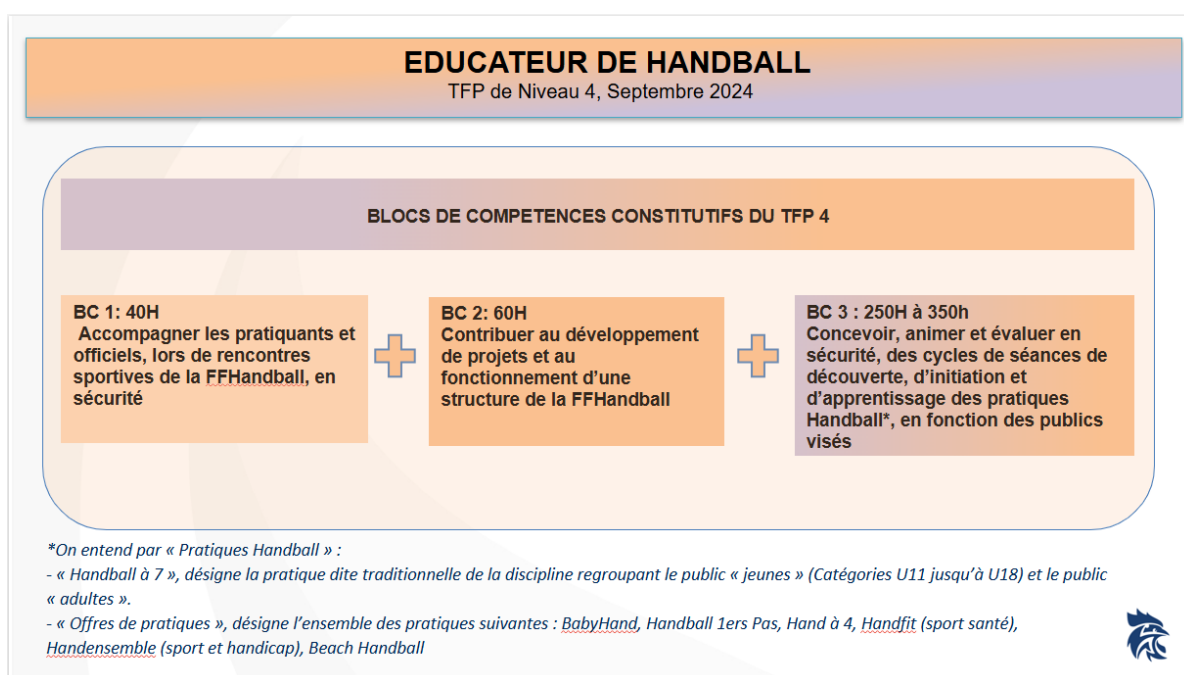 EDUCATEUR DE HANDBALL
TFP de Niveau 4, Septembre 2024
BLOCS DE COMPETENCES CONSTITUTIFS DU TFP 4
BC 1: 40H
Accompagner les pratiquants et
officiels, lors de rencontres
sportives de la FFHandball, en
sécurité
BC 2: 60H
Contribuer au développement
de projets et au
fonctionnement d’une
structure de la FFHandball
BC 3 : 250H à 350h
Concevoir, animer et évaluer en
sécurité, des cycles de séances de
découverte, d’initiation et
d’apprentissage des pratiques
Handball*, en fonction des publics
visés
*On entend par « Pratiques Handball » :
- « Handball à 7 », désigne la pratique dite traditionnelle de la discipline regroupant le public « jeunes » (Catégories U11 jusqu’à U18) et le public
« adultes ».
- « Offres de pratiques », désigne l’ensemble des pratiques suivantes : BabyHand, Handball 1ers Pas, Hand à 4, Handfit (sport santé),
Handensemble (sport et handicap), Beach Handball